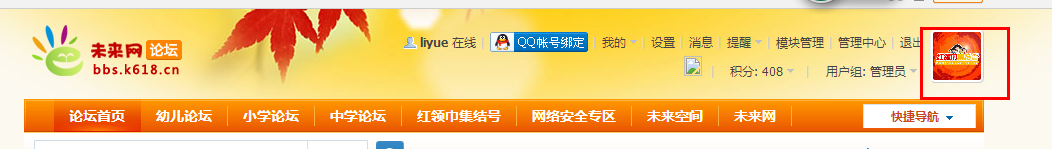 未来网 论坛
bbs.k618.cn
liyue 在线 | QQ帐号绑定 | 我的 | 设置 | 消息 | 提醒 | 模块管理 | 管理中心 | 退出
| 积分: 408 | 用户组: 管理员
论坛首页 幼儿论坛 小学论坛 中学论坛 红领巾集结号 网络安全专区 未来空间 未来网 快捷导航